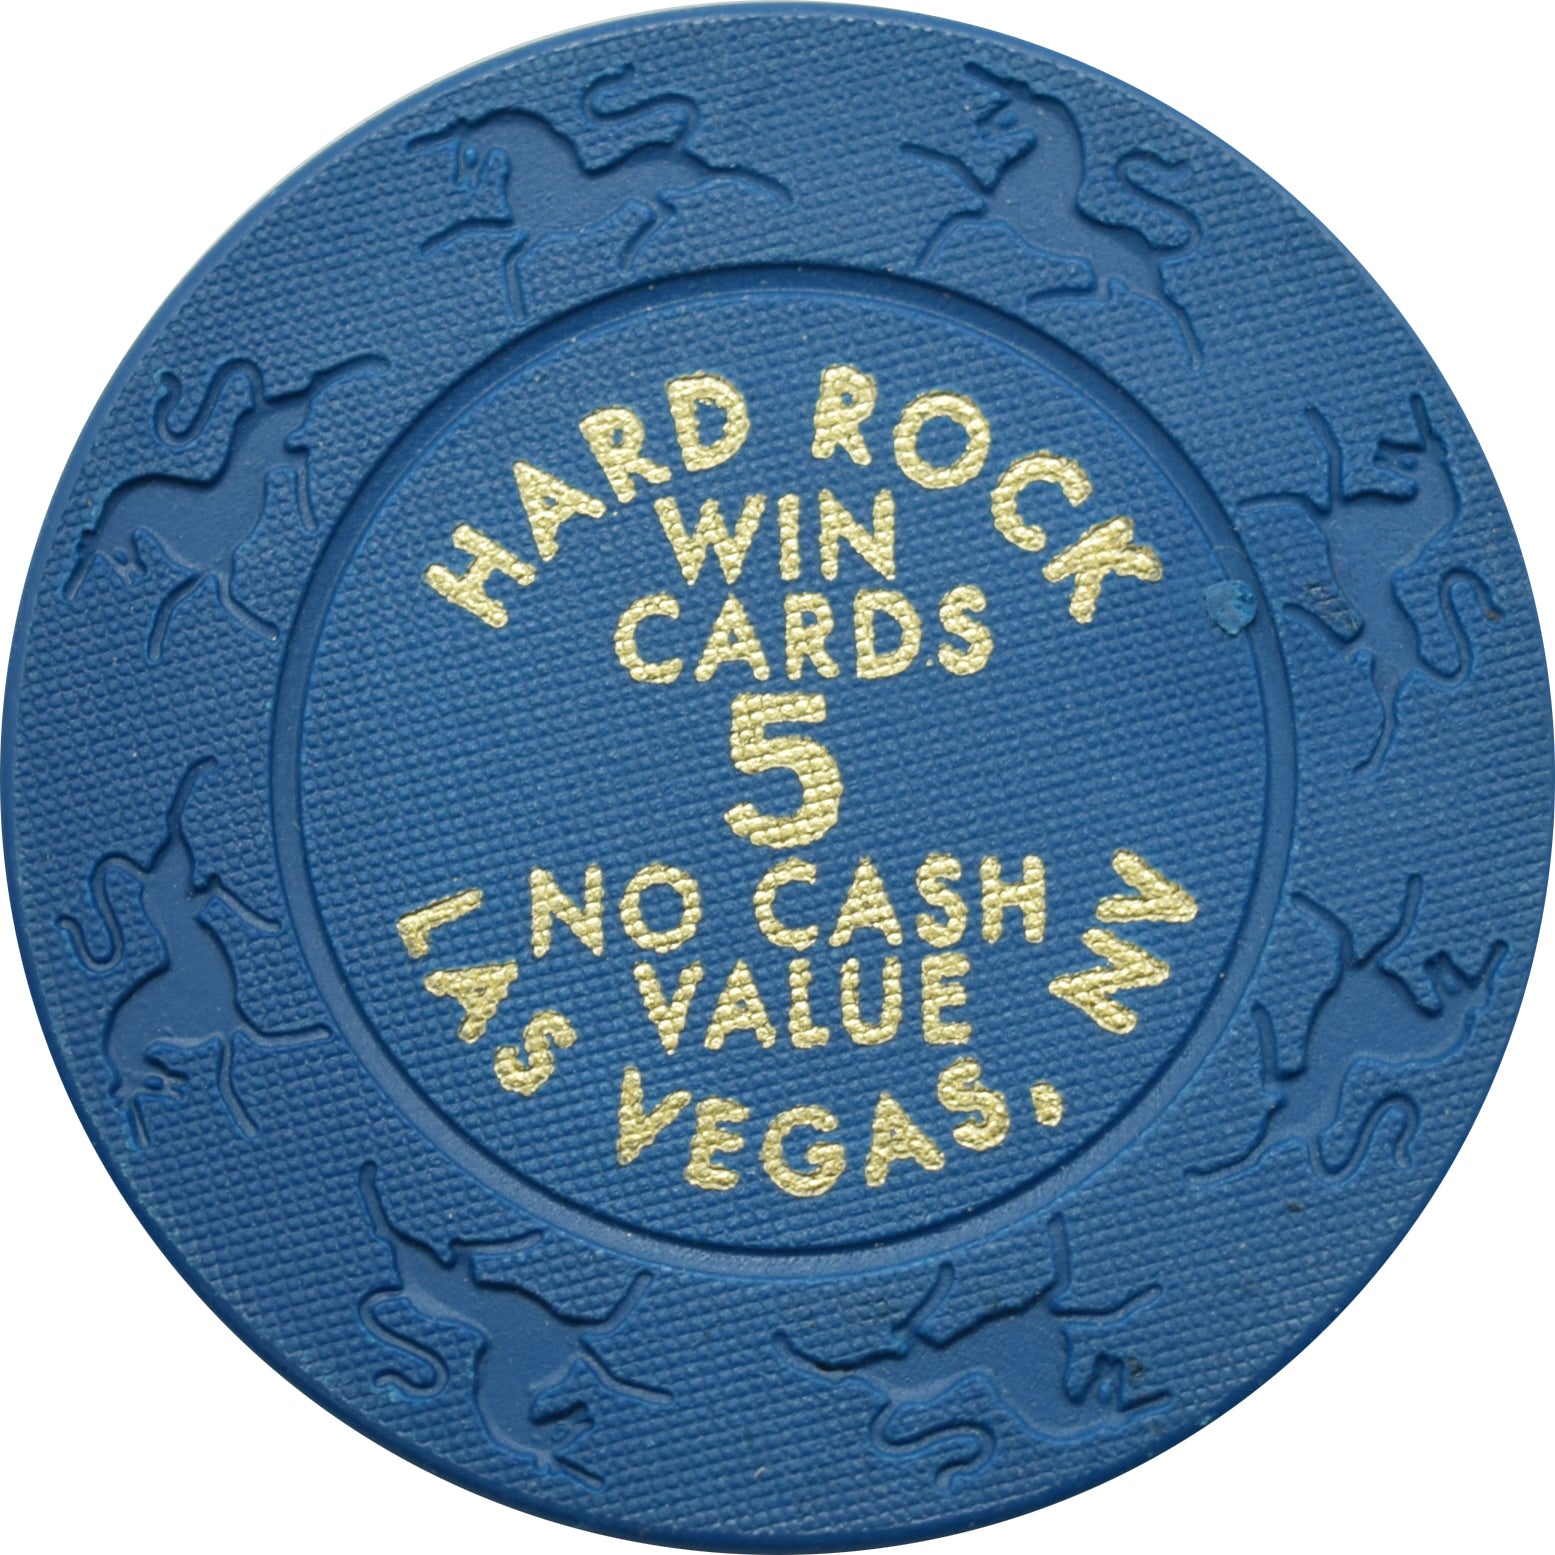 HARD ROCK
WIN
CARDS
5
NO CASH
VALUE
LAS VEGAS, NV